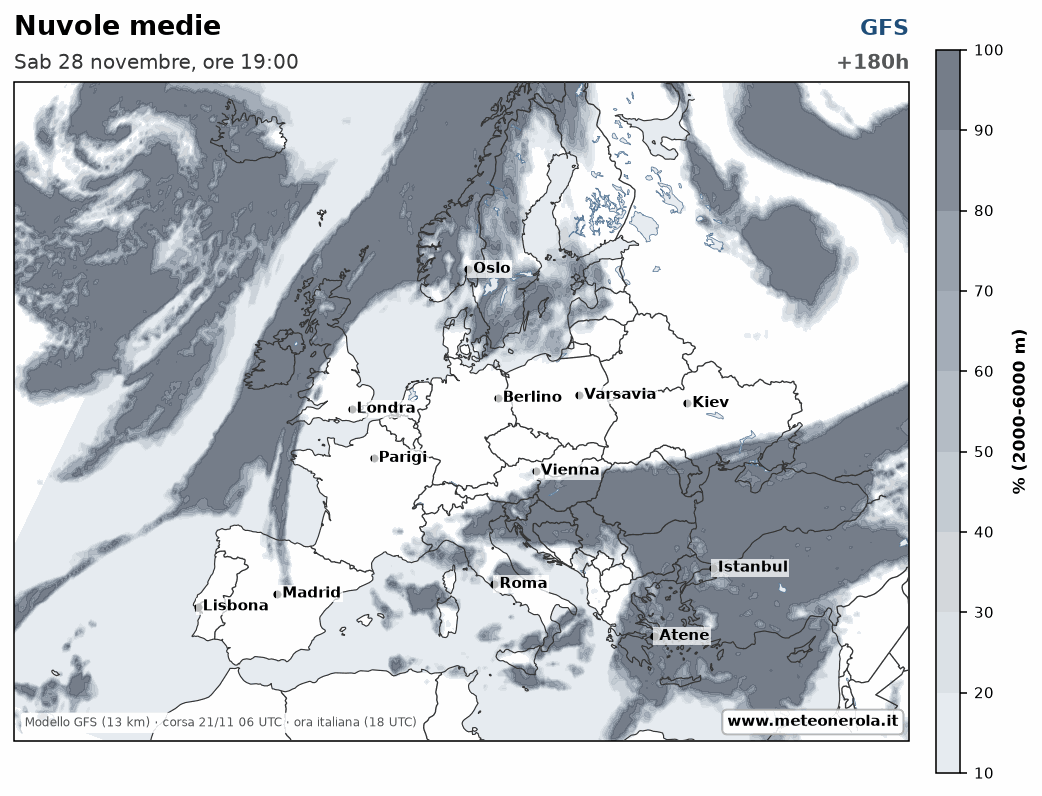 Nuvole medie
GFS
Sab 28 novembre, ore 19:00
+180h
100
90
80
70
60
50
40
30
20
10
% (2000-6000 m)
Oslo
Berlino
Varsavia
Londra
Kiev
Parigi
Vienna
Istanbul
Roma
Madrid
Lisbona
Atene
Modello GFS (13 km) · corsa 21/11 06 UTC · ora italiana (18 UTC)
www.meteonerola.it